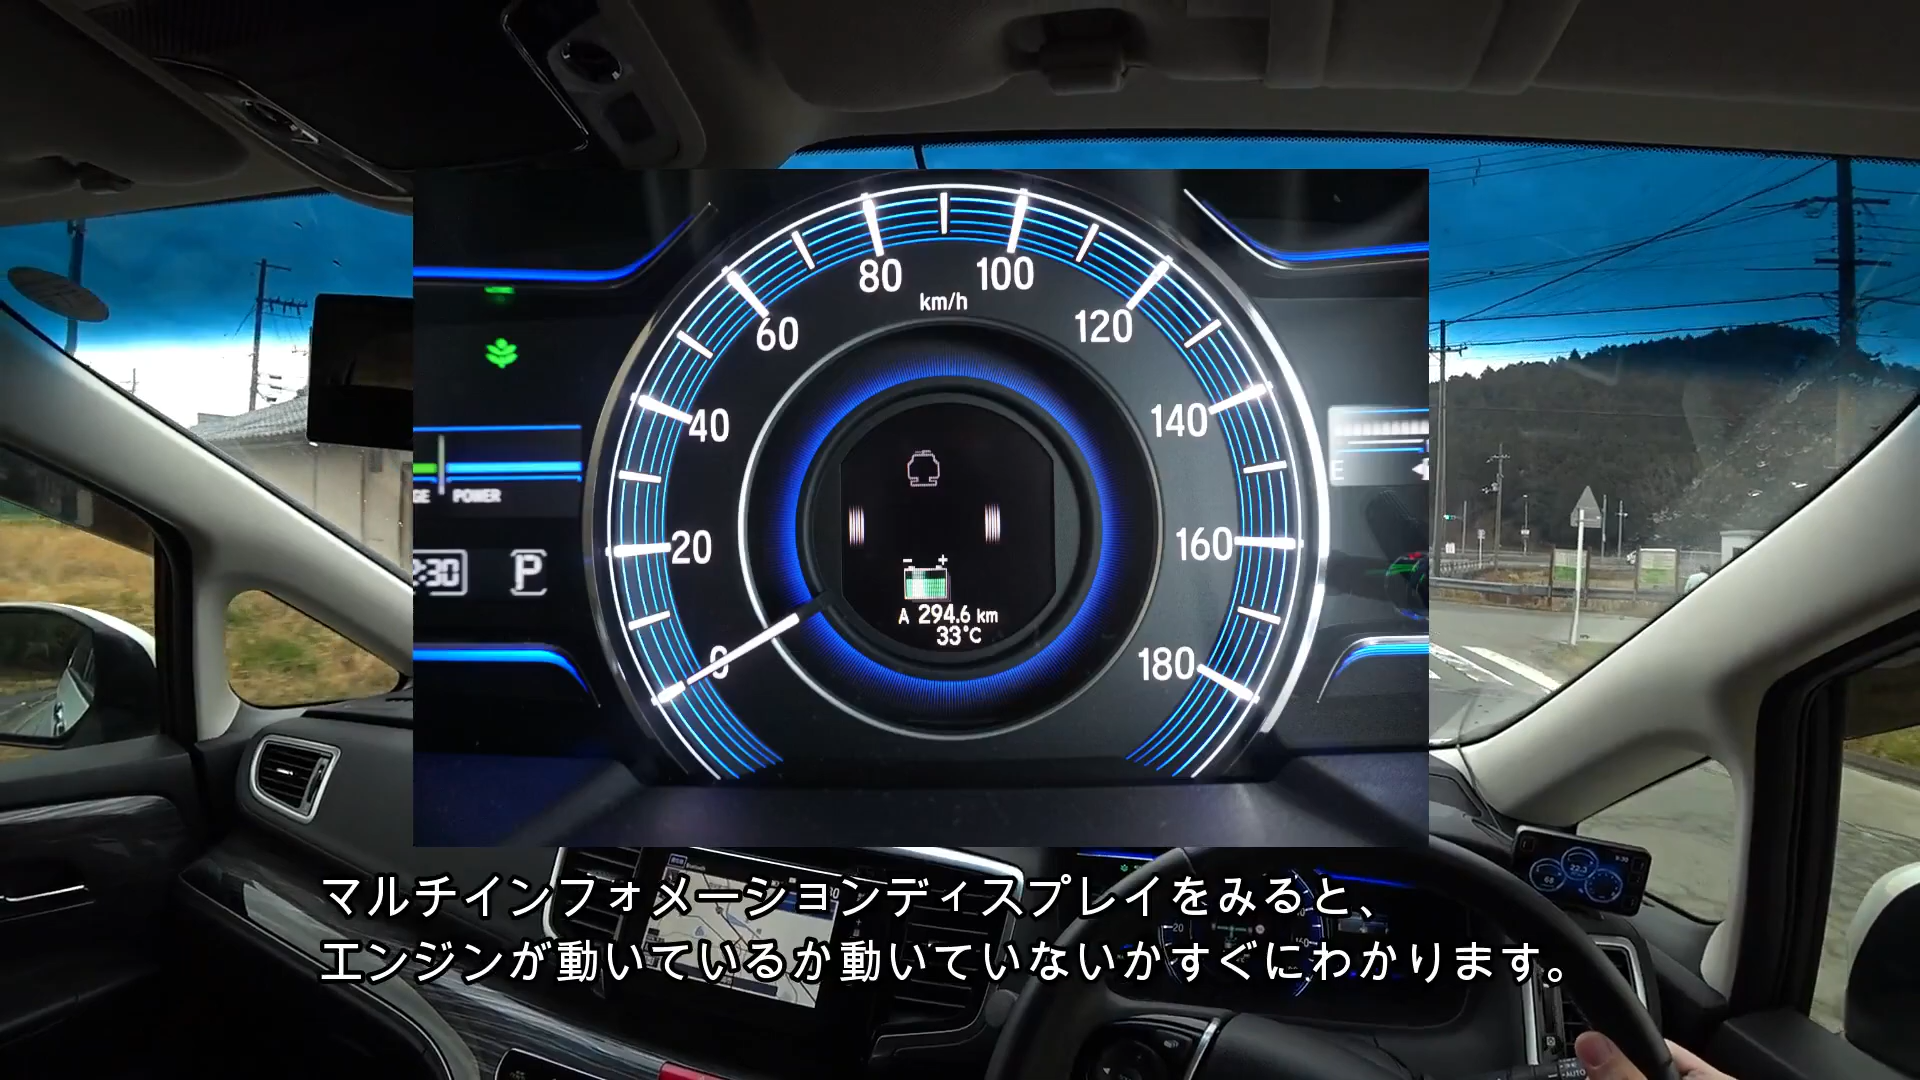 80
100
km/h
60
120
40
140
GE POWER
E
20
160
:30
P
- +
A 294.6 km
33°C
0
180
マルチインフォメーションディスプレイをみると、
エンジンが動いているか動いていないかすぐにわかります。